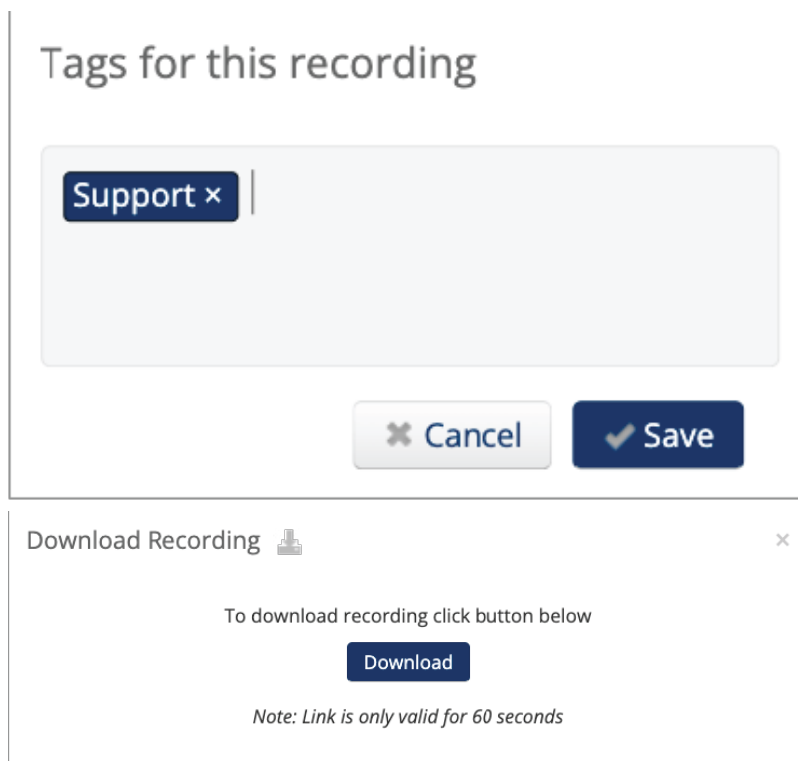 Tags for this recording
Support ×
Cancel
Save
Download Recording
×
To download recording click button below
Download
Note: Link is only valid for 60 seconds